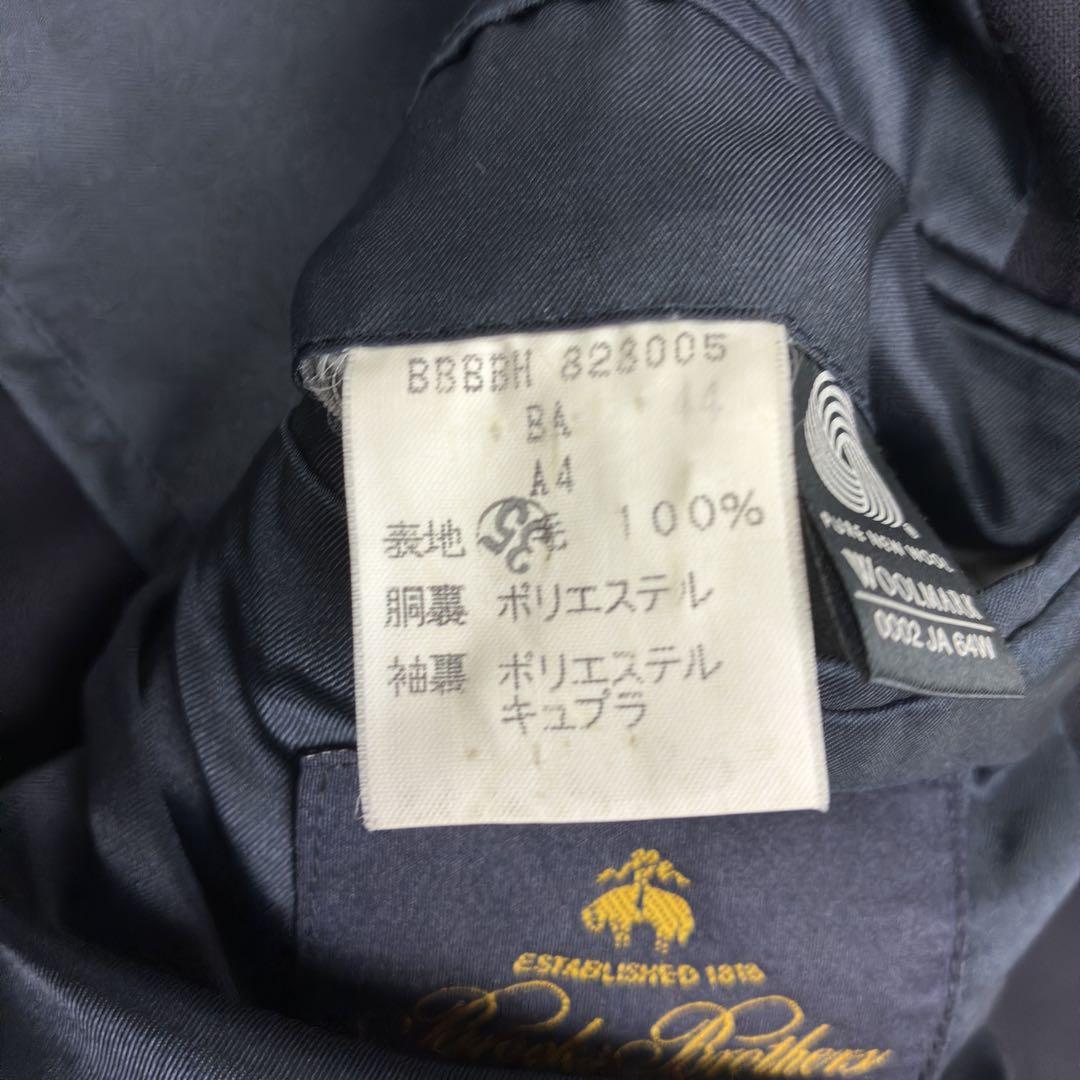 BBBBH 828005
BA 44
A4
表地 毛 100%
胴裏 ポリエステル
袖裏 ポリエステル
キュプラ
PURE NEW WOOL
WOOLMARK
0002 JA 64W
ESTABLISHED 1818
Brooks Brothers